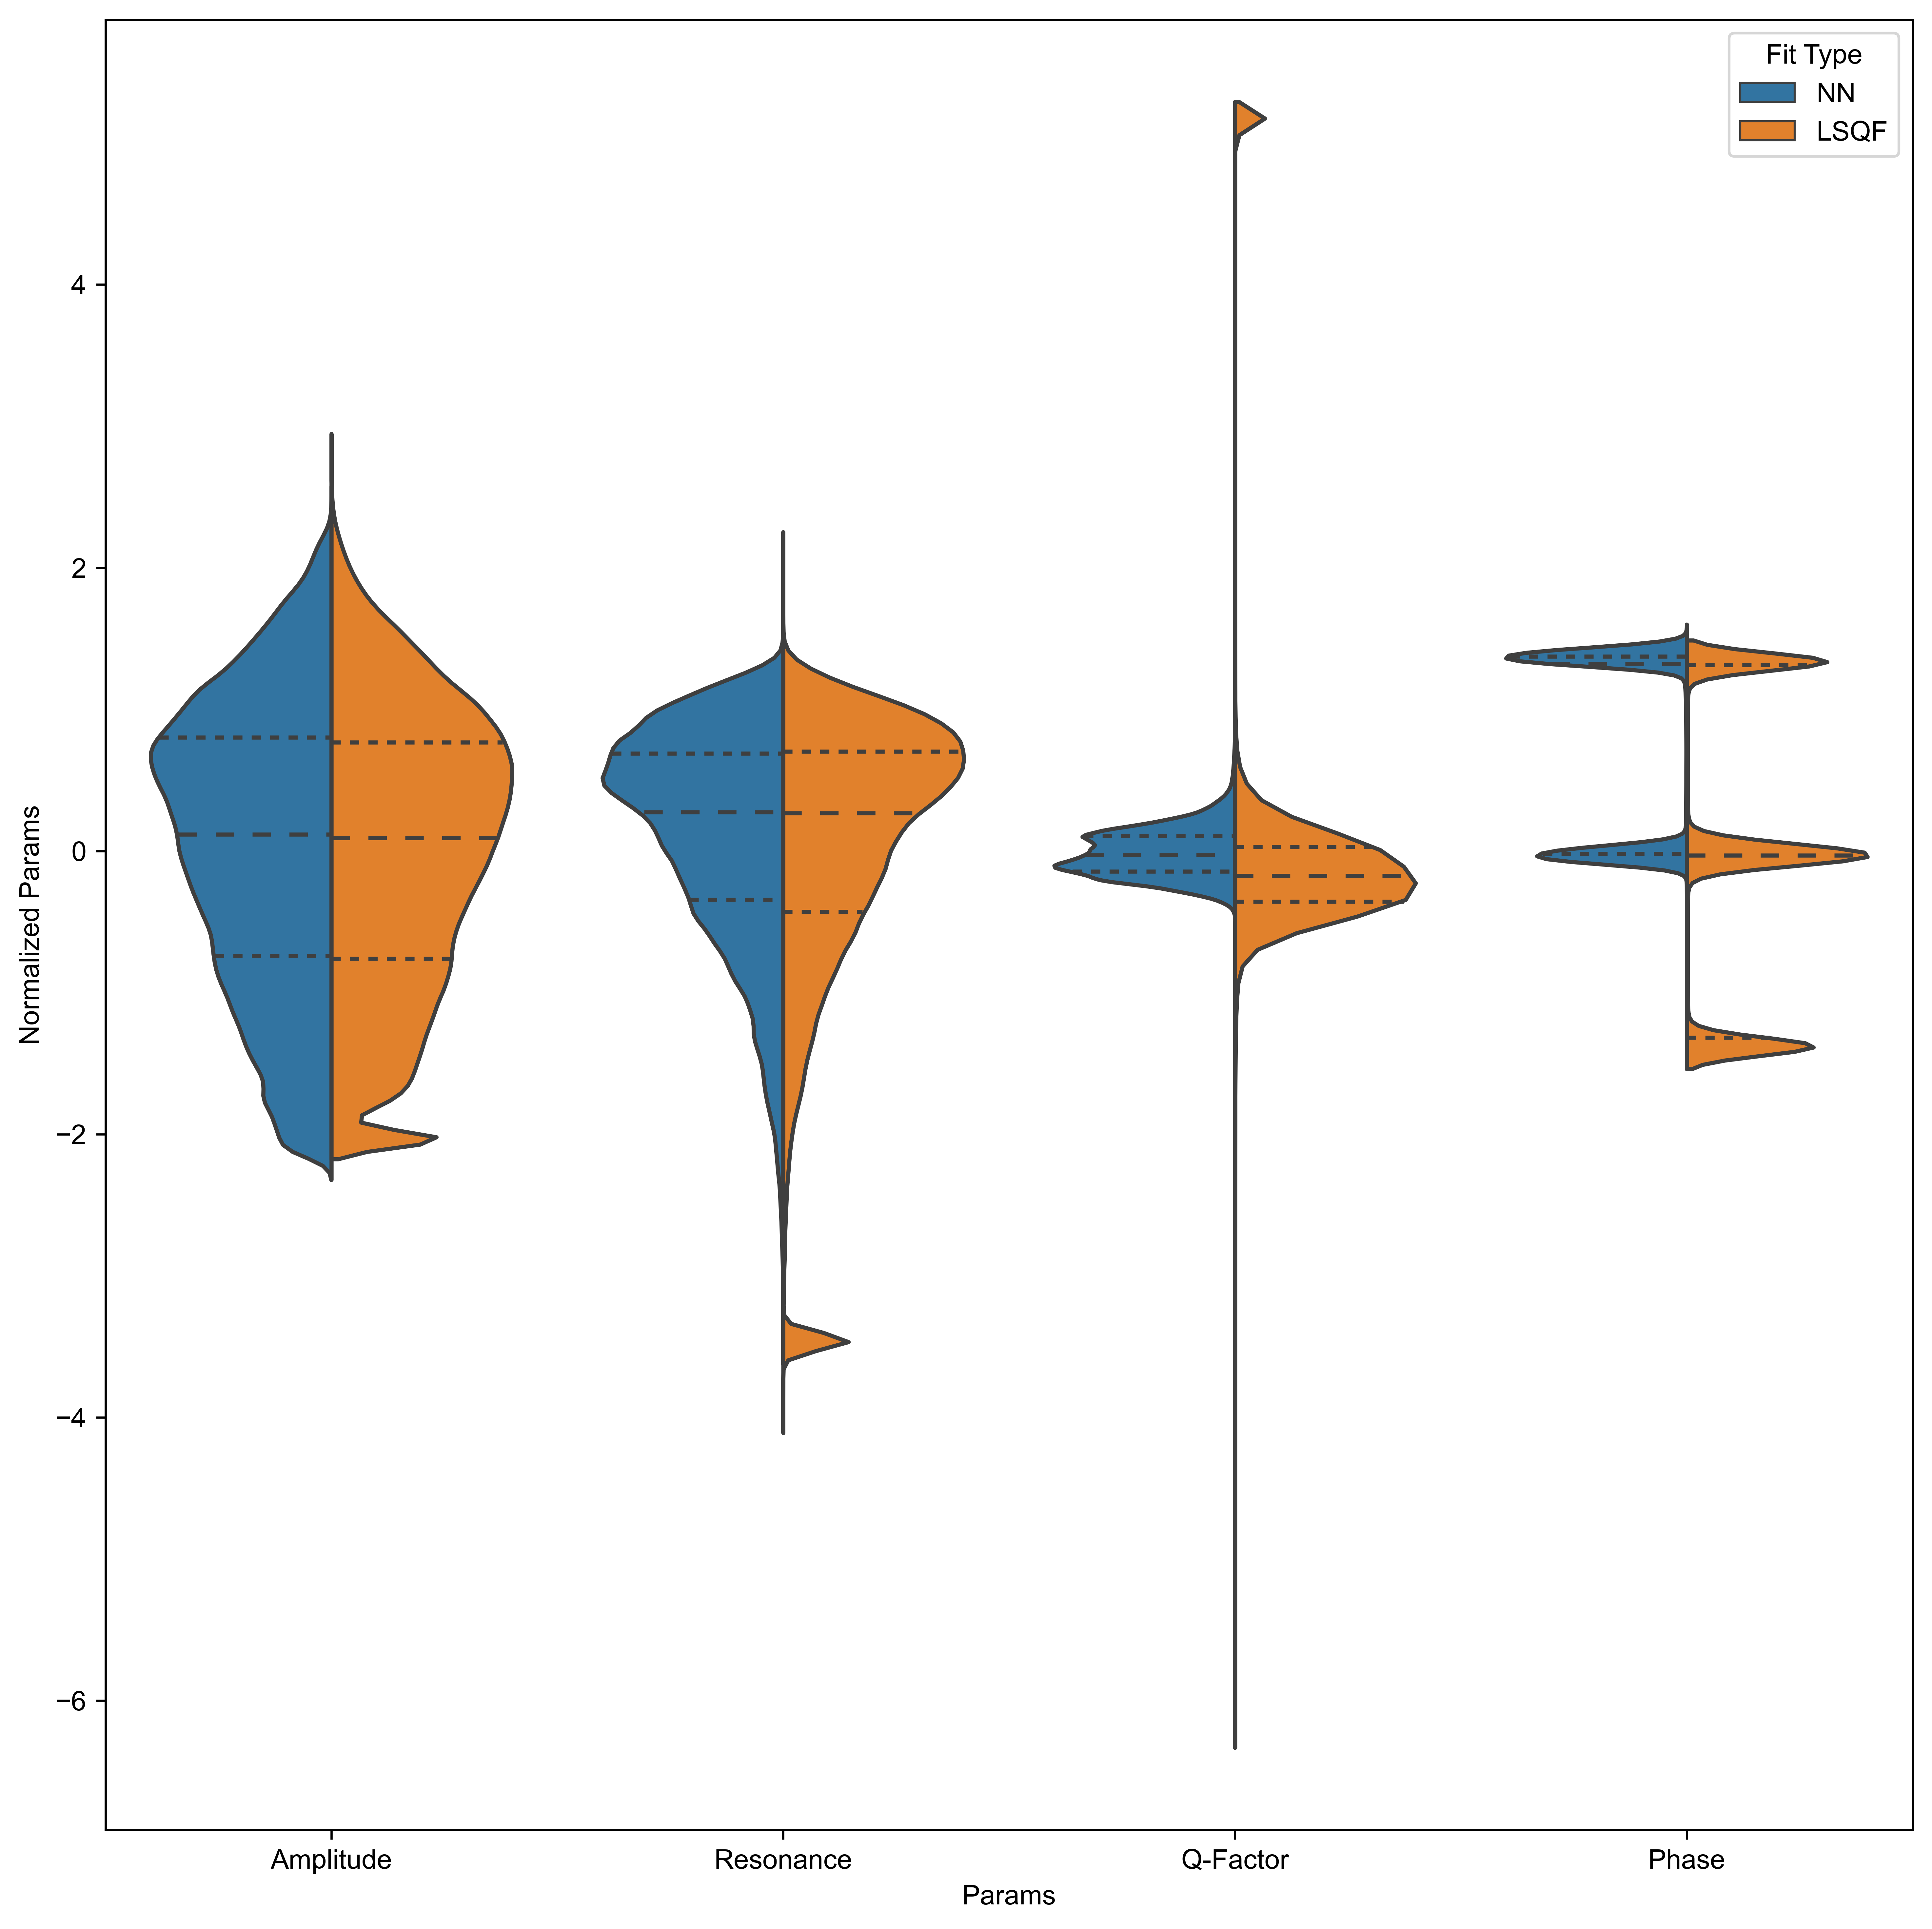 Fit Type
NN
LSQF
4
2
0
−2
−4
−6
Normalized Params
Amplitude
Resonance
Q-Factor
Phase
Params